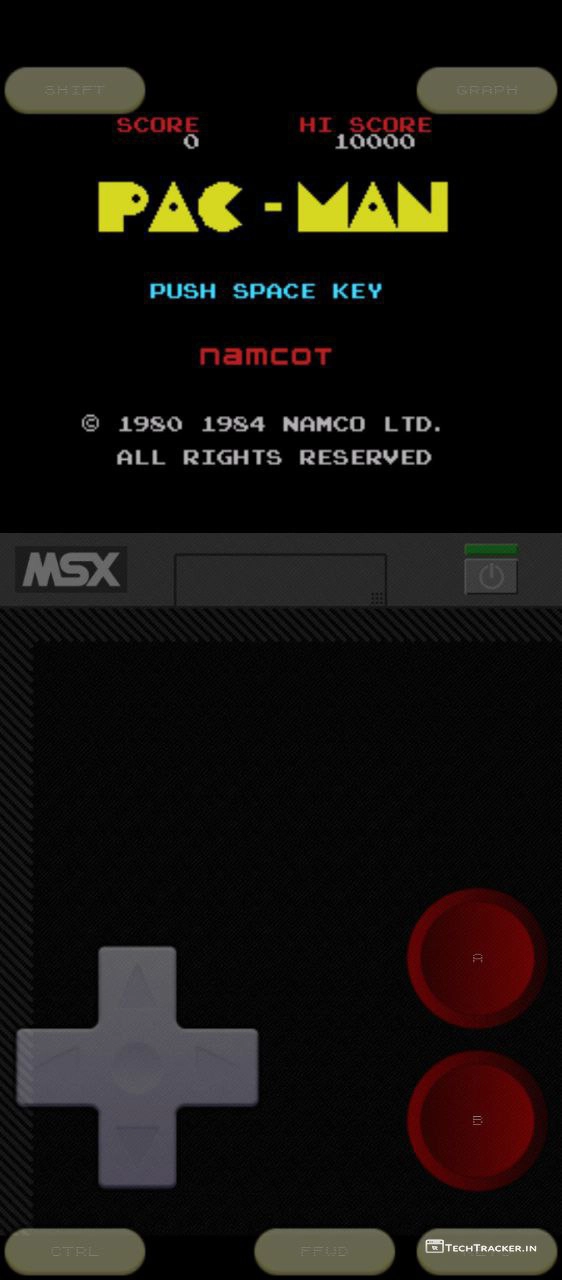 SHIFT GRAPH
SCORE HI SCORE
0 10000
PAC-MAN
PUSH SPACE KEY
namcot
© 1980 1984 NAMCO LTD.
ALL RIGHTS RESERVED
MSX
A
B
CTRL FFWD
TECHTRACKER.IN